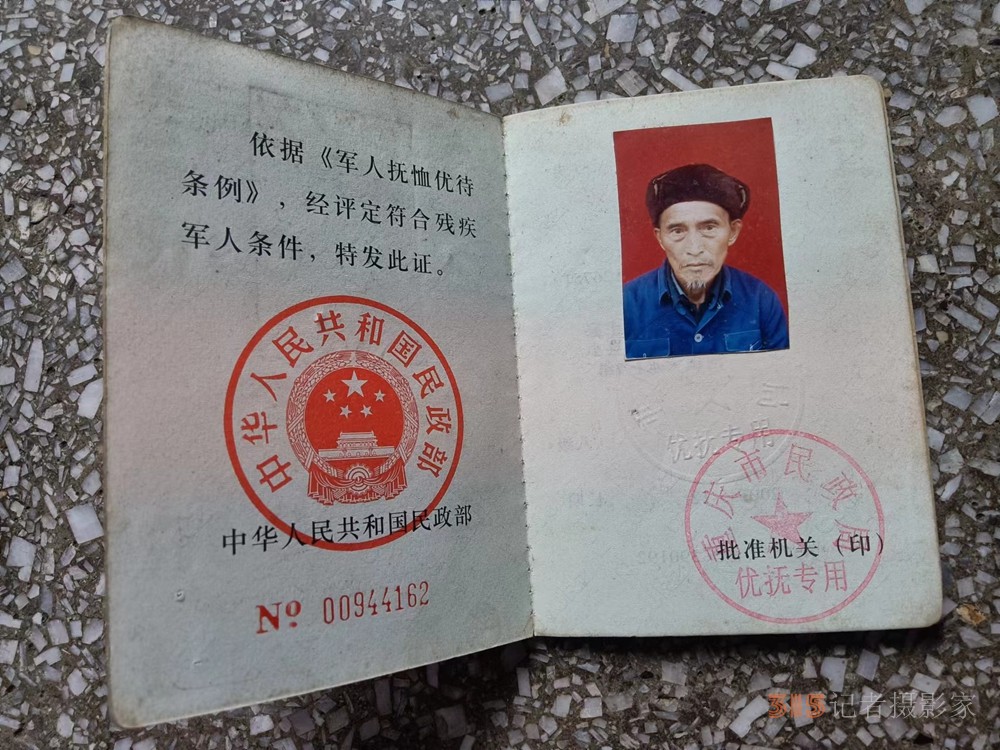 依据《军人抚恤优待
条例》，经评定符合残疾
军人条件，特发此证。
中华人民共和国民政部
中华人民共和国民政部
Nº 00944162
优抚专用
重庆市民政局
批准机关（印）
优抚专用
315记者摄影家